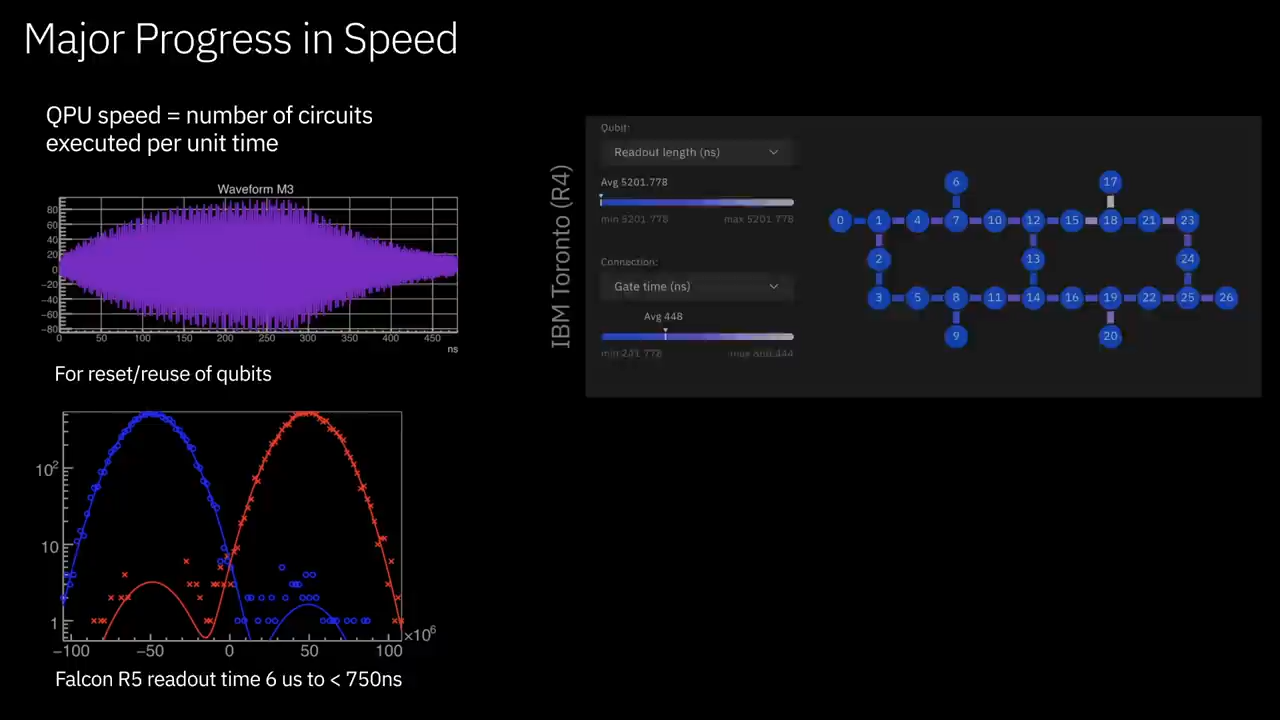 Major Progress in Speed
QPU speed = number of circuits
executed per unit time
Waveform M3
80
60
40
20
0
−20
−40
−60
−80
0 50 100 150 200 250 300 350 400 450
ns
For reset/reuse of qubits
10²
10
1
−100 −50 0 50 100
×10⁶
Falcon R5 readout time 6 us to < 750ns
IBM Toronto (R4)
Qubit:
Readout length (ns)
Avg 5201.778
min 5201.778 max 5201.778
Connection:
Gate time (ns)
Avg 448
min 241.778 max
6 17
0 1 4 7 10 12 15 18 21 23
2 13 24
3 5 8 11 14 16 19 22 25 26
9 20